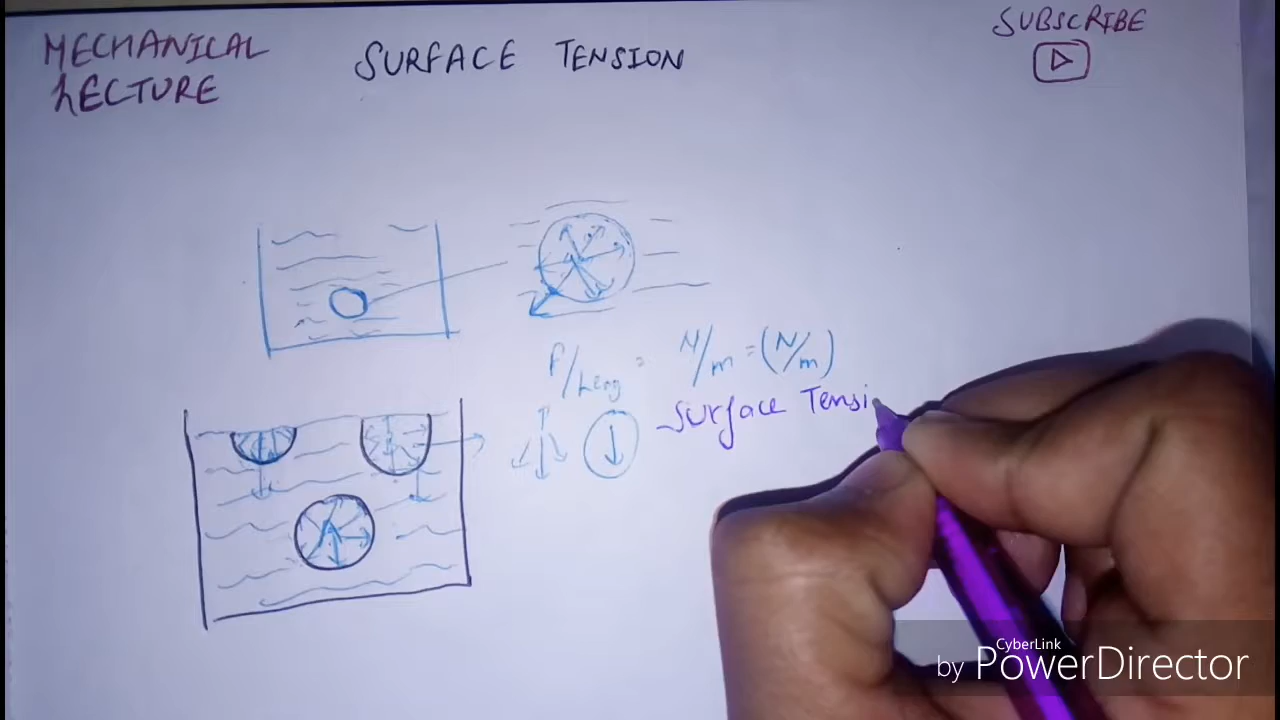 MECHANICAL
LECTURE
SURFACE TENSION
SUBSCRIBE
F/Leng = N/m = (N/m)
Surface Tensi
CyberLink
by PowerDirector